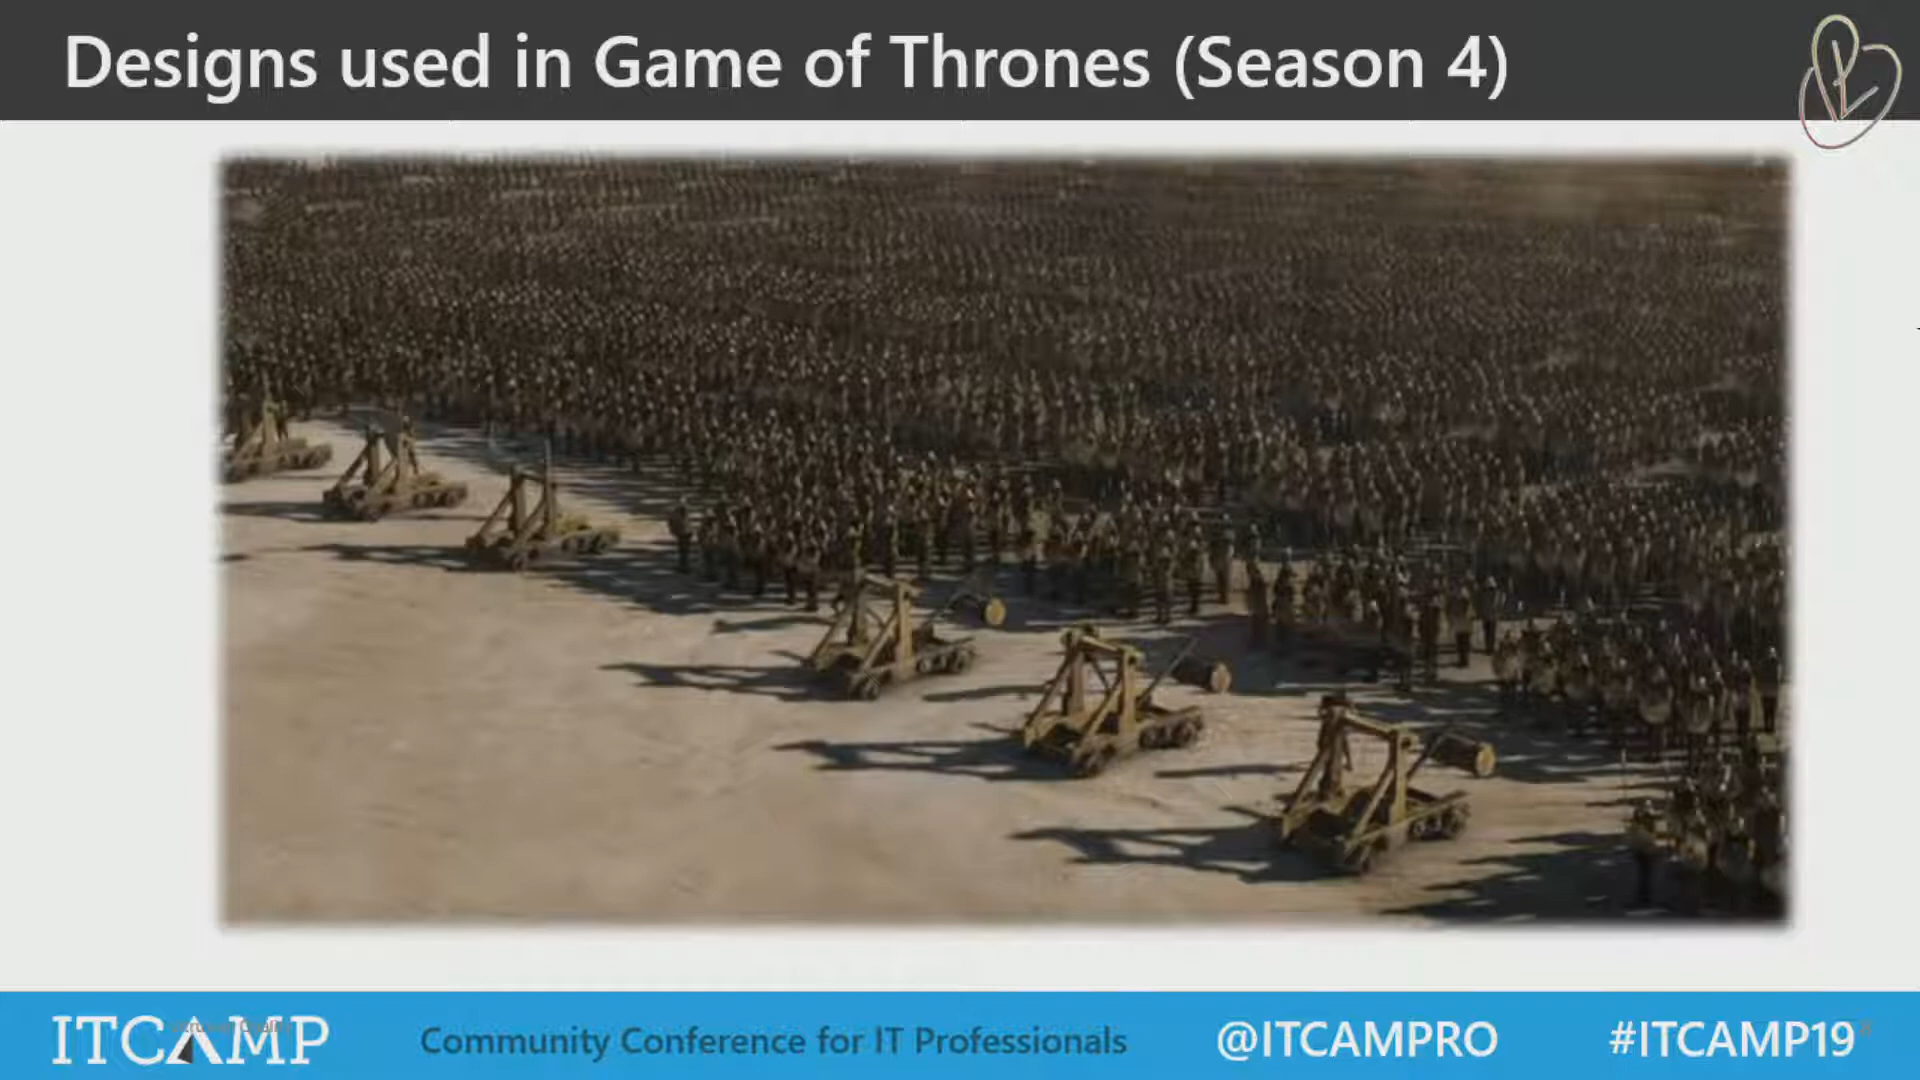 Designs used in Game of Thrones (Season 4)
ITCAMP
Community Conference for IT Professionals
@ITCAMPRO
#ITCAMP19